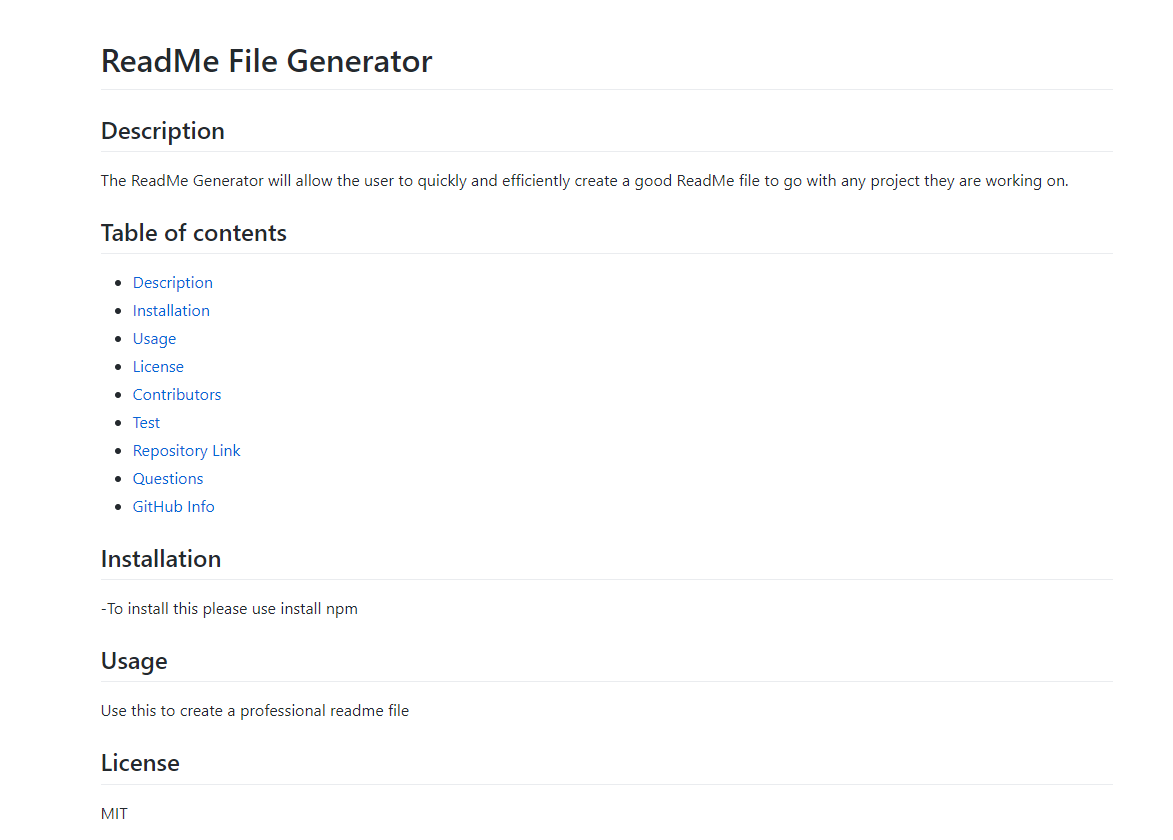 ReadMe File Generator
Description
The ReadMe Generator will allow the user to quickly and efficiently create a good ReadMe file to go with any project they are working on.
Table of contents
Description
Installation
Usage
License
Contributors
Test
Repository Link
Questions
GitHub Info
Installation
-To install this please use install npm
Usage
Use this to create a professional readme file
License
MIT